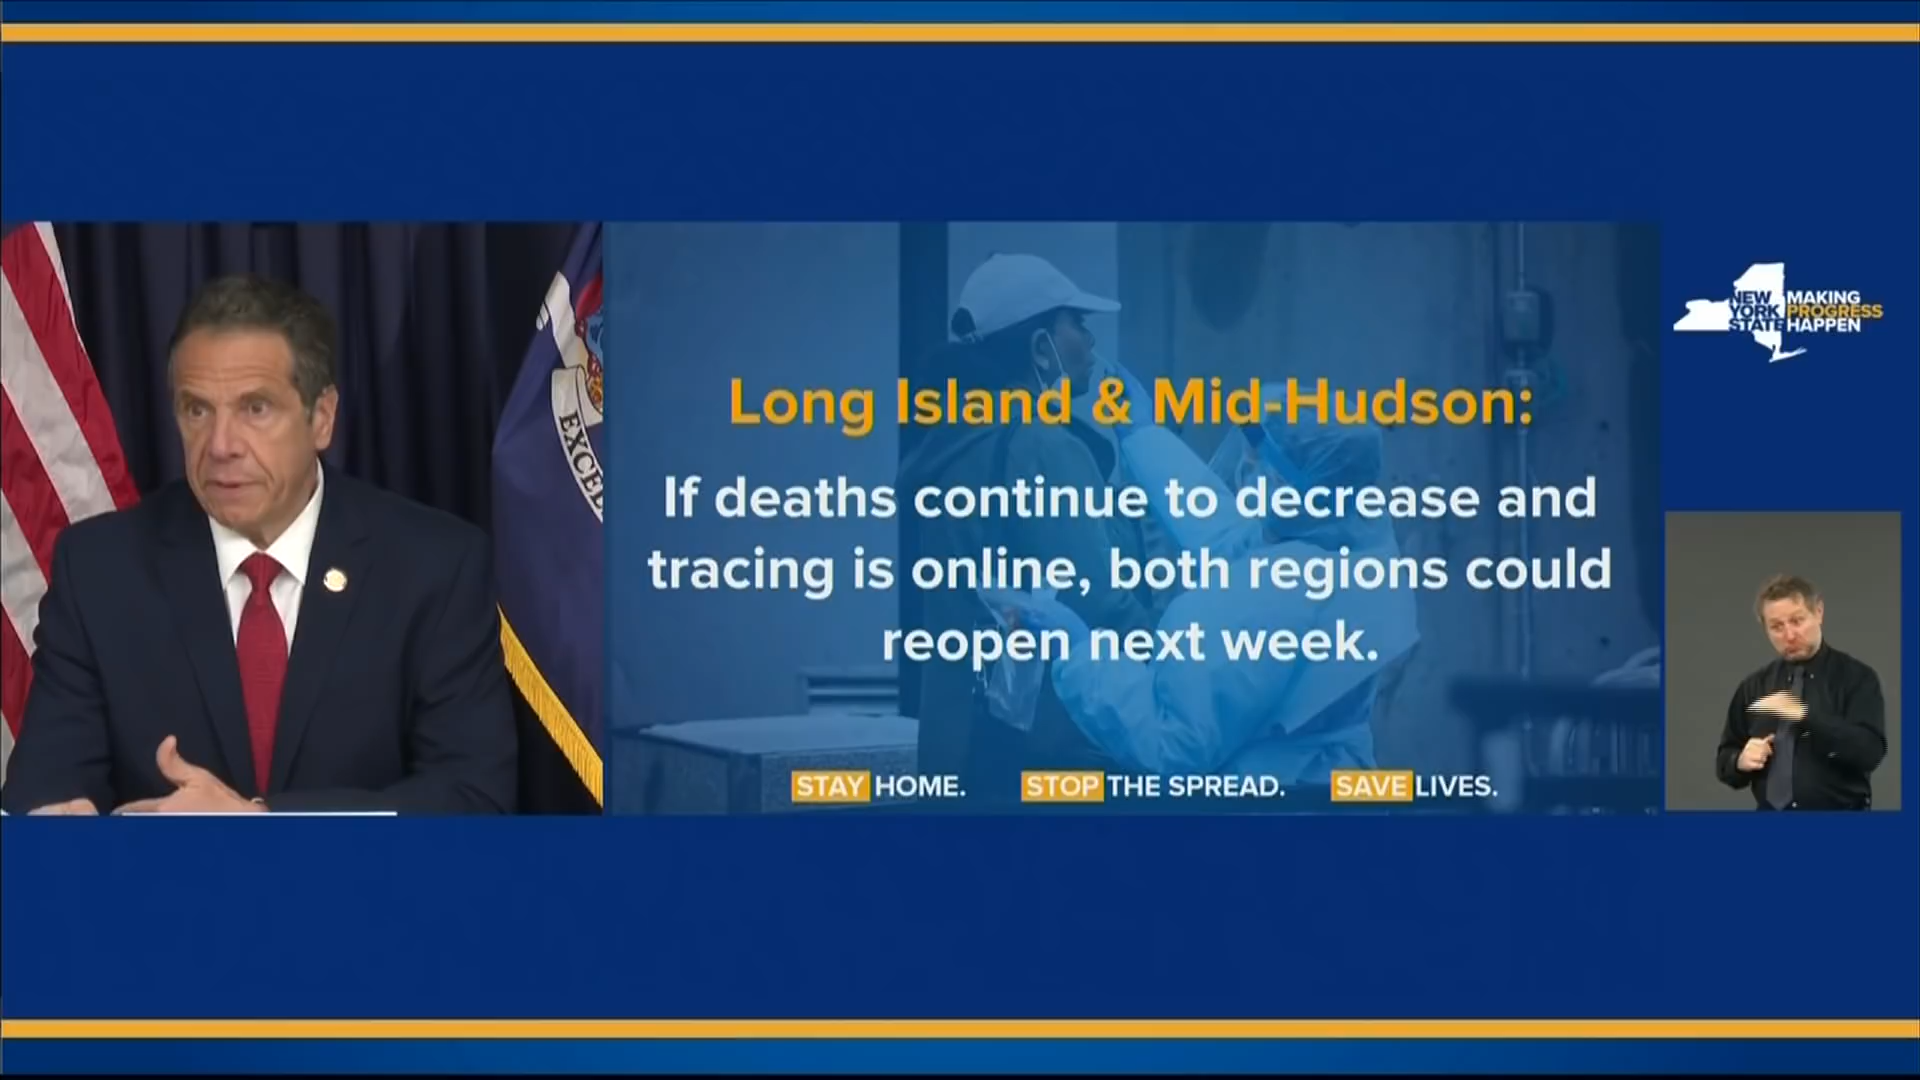 NEW
YORK
STATE
MAKING
PROGRESS
HAPPEN
Long Island & Mid-Hudson:
If deaths continue to decrease and
tracing is online, both regions could
reopen next week.
STAY HOME. STOP THE SPREAD. SAVE LIVES.